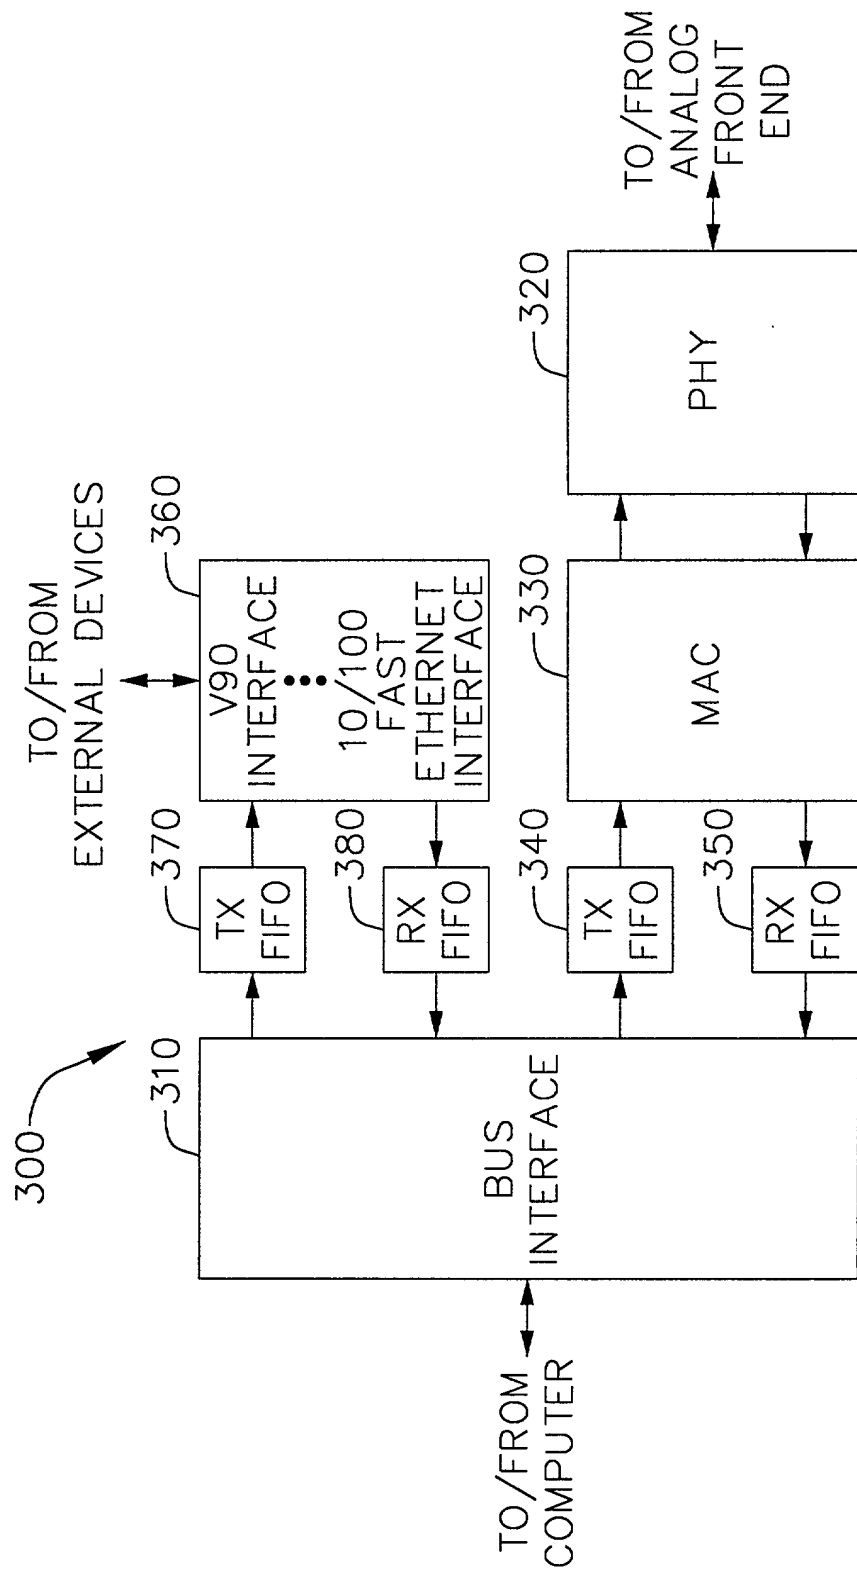 300
TO/FROM
COMPUTER
310
BUS
INTERFACE
370
TX
FIFO
380
RX
FIFO
340
TX
FIFO
350
RX
FIFO
TO/FROM
EXTERNAL DEVICES
360
V90
INTERFACE
10/100
FAST
ETHERNET
INTERFACE
330
MAC
320
PHY
TO/FROM
ANALOG
FRONT
END